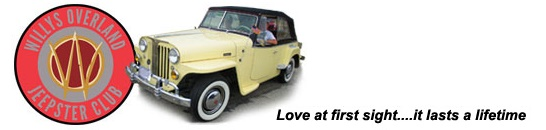 WILLYS OVERLAND
JEEPSTER CLUB
Love at first sight....it lasts a lifetime